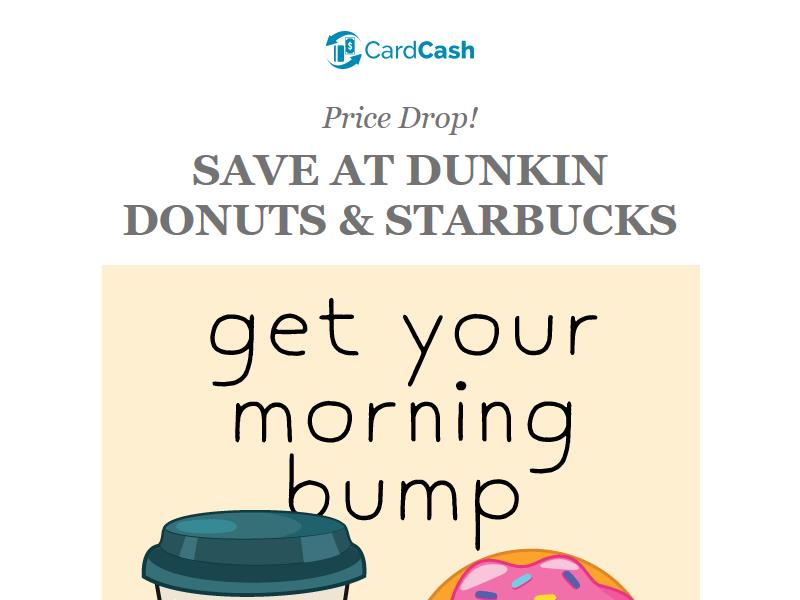 CardCash
Price Drop!
SAVE AT DUNKIN
DONUTS & STARBUCKS
get your
morning
bump